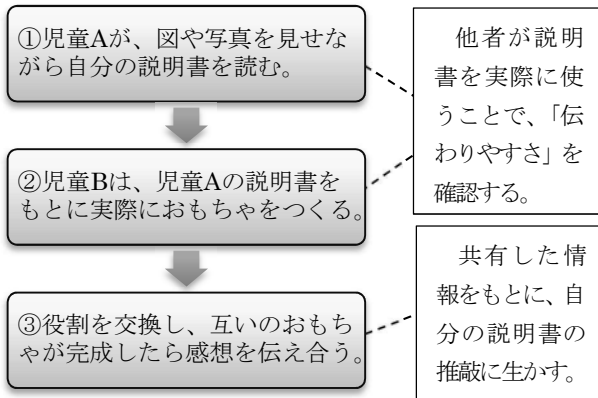 ①児童Aが、図や写真を見せな
がら自分の説明書を読む。
②児童Bは、児童Aの説明書を
もとに実際におもちゃをつくる。
③役割を交換し、互いのおもち
ゃが完成したら感想を伝え合う。
他者が説明
書を実際に使
うことで、「伝
わりやすさ」を
確認する。
共有した情
報をもとに、自
分の説明書の
推敲に生かす。